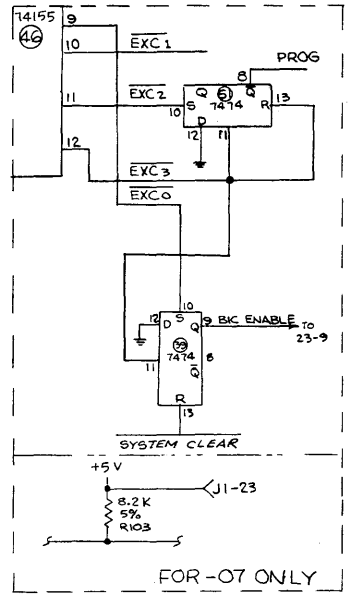 74155
46
9
10
EXC1
PROG
8
11
EXC2
Q 51 Q̅
10 S 7474 R 13
D
12 11
12
EXC3
EXC0
10
12 D S Q 9 BIC ENABLE TO 23-9
39
7474 8
11
Q̅
R
13
SYSTEM CLEAR
+5V
J1-23
8.2K
5%
R103
FOR -07 ONLY